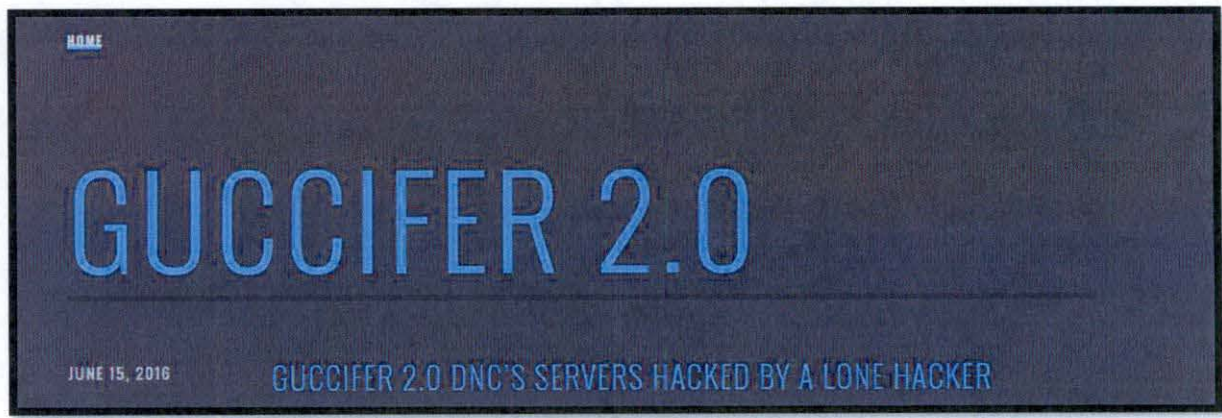 HOME
GUCCIFER 2.0
JUNE 15, 2016
GUCCIFER 2.0 DNC'S SERVERS HACKED BY A LONE HACKER